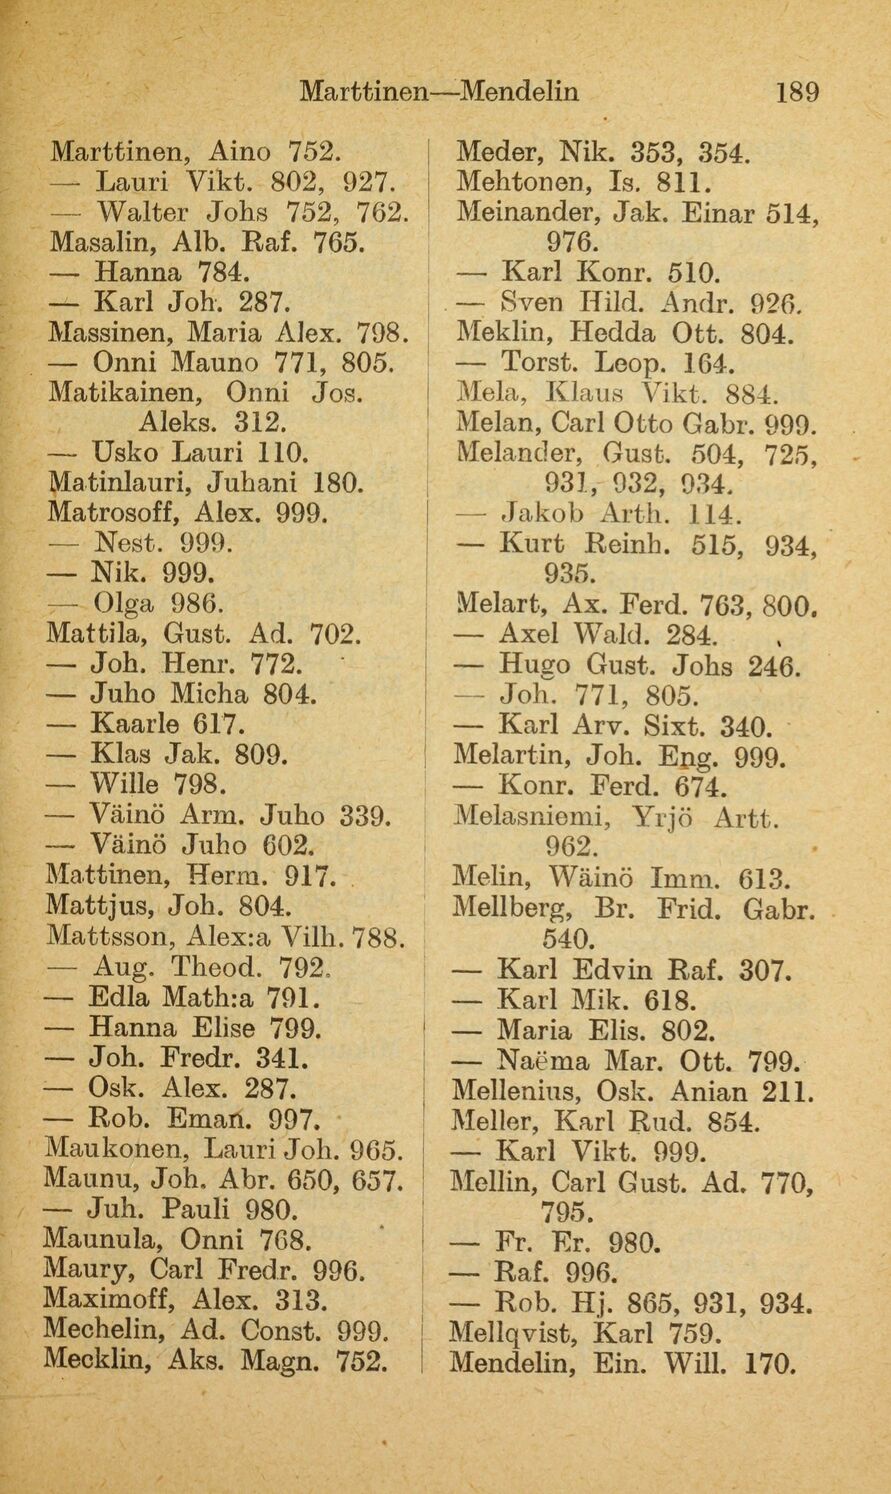 Marttinen—Mendelin 189
Marttinen, Aino 752.
— Lauri Vikt. 802, 927.
— Walter Johs 752, 762.
Masalin, Alb. Raf. 765.
— Hanna 784.
— Karl Joh. 287.
Massinen, Maria Alex. 798.
— Onni Mauno 771, 805.
Matikainen, Onni Jos.
Aleks. 312.
— Usko Lauri 110.
Matinlauri, Juhani 180.
Matrosoff, Alex. 999.
— Nest. 999.
— Nik. 999.
— Olga 986.
Mattila, Gust. Ad. 702.
— Joh. Henr. 772.
— Juho Micha 804.
— Kaarle 617.
— Klas Jak. 809.
— Wille 798.
— Väinö Arm. Juho 339.
— Väinö Juho 602.
Mattinen, Herm. 917.
Mattjus, Joh. 804.
Mattsson, Alex:a Vilh. 788.
— Aug. Theod. 792.
— Edla Math:a 791.
— Hanna Elise 799.
— Joh. Fredr. 341.
— Osk. Alex. 287.
— Rob. Eman. 997.
Maukonen, Lauri Joh. 965.
Maunu, Joh. Abr. 650, 657.
— Juh. Pauli 980.
Maunula, Onni 768.
Maury, Carl Fredr. 996.
Maximoff, Alex. 313.
Mechelin, Ad. Const. 999.
Mecklin, Aks. Magn. 752.
Meder, Nik. 353, 354.
Mehtonen, Is. 811.
Meinander, Jak. Einar 514,
976.
— Karl Konr. 510.
— Sven Hild. Andr. 926.
Meklin, Hedda Ott. 804.
— Torst. Leop. 164.
Mela, Klaus Vikt. 884.
Melan, Carl Otto Gabr. 999.
Melander, Gust. 504, 725,
931, 932, 934.
— Jakob Arth. 114.
— Kurt Reinh. 515, 934,
935.
Melart, Ax. Ferd. 763, 800.
— Axel Wald. 284.
— Hugo Gust. Johs 246.
— Joh. 771, 805.
— Karl Arv. Sixt. 340.
Melartin, Joh. Eng. 999.
— Konr. Ferd. 674.
Melasniemi, Yrjö Artt.
962.
Melin, Wäinö Imm. 613.
Mellberg, Br. Frid. Gabr.
540.
— Karl Edvin Raf. 307.
— Karl Mik. 618.
— Maria Elis. 802.
— Naëma Mar. Ott. 799.
Mellenius, Osk. Anian 211.
Meller, Karl Rud. 854.
— Karl Vikt. 999.
Mellin, Carl Gust. Ad. 770,
795.
— Fr. Er. 980.
— Raf. 996.
— Rob. Hj. 865, 931, 934.
Mellqvist, Karl 759.
Mendelin, Ein. Will. 170.